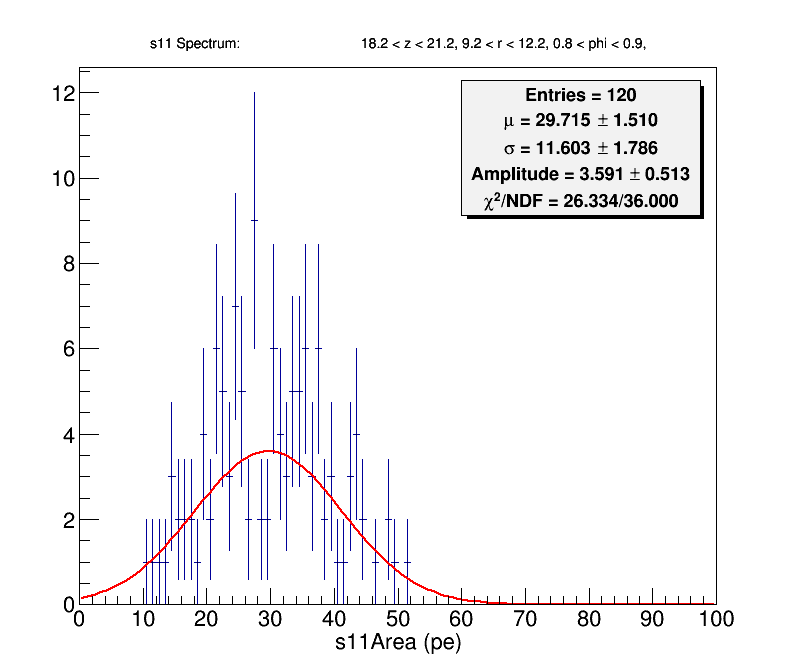 s11 Spectrum: 18.2 < z < 21.2, 9.2 < r < 12.2, 0.8 < phi < 0.9,
Entries = 120
μ = 29.715 ± 1.510
σ = 11.603 ± 1.786
Amplitude = 3.591 ± 0.513
χ²/NDF = 26.334/36.000
12
10
8
6
4
2
0
0 10 20 30 40 50 60 70 80 90 100
s11Area (pe)